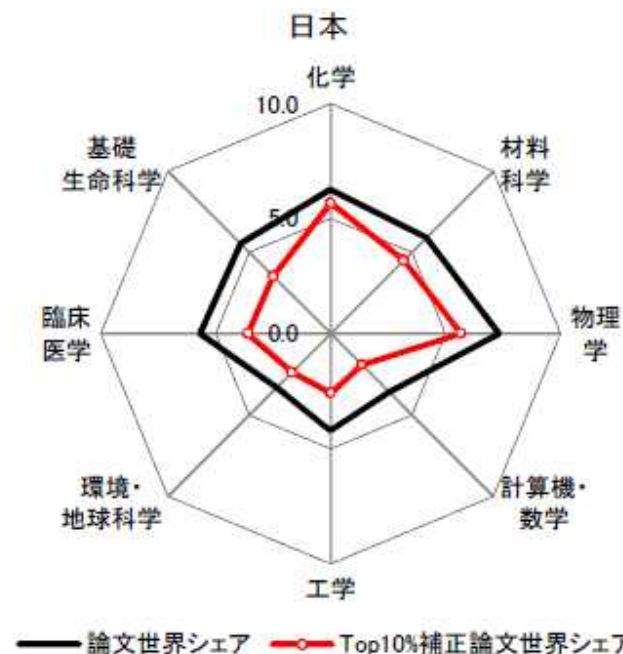 日本
化学
10.0
基礎
生命科学
材料
科学
5.0
臨床
医学
0.0
物理
学
環境・
地球科学
計算機・
数学
工学
論文世界シェア
Top10%補正論文世界シェア